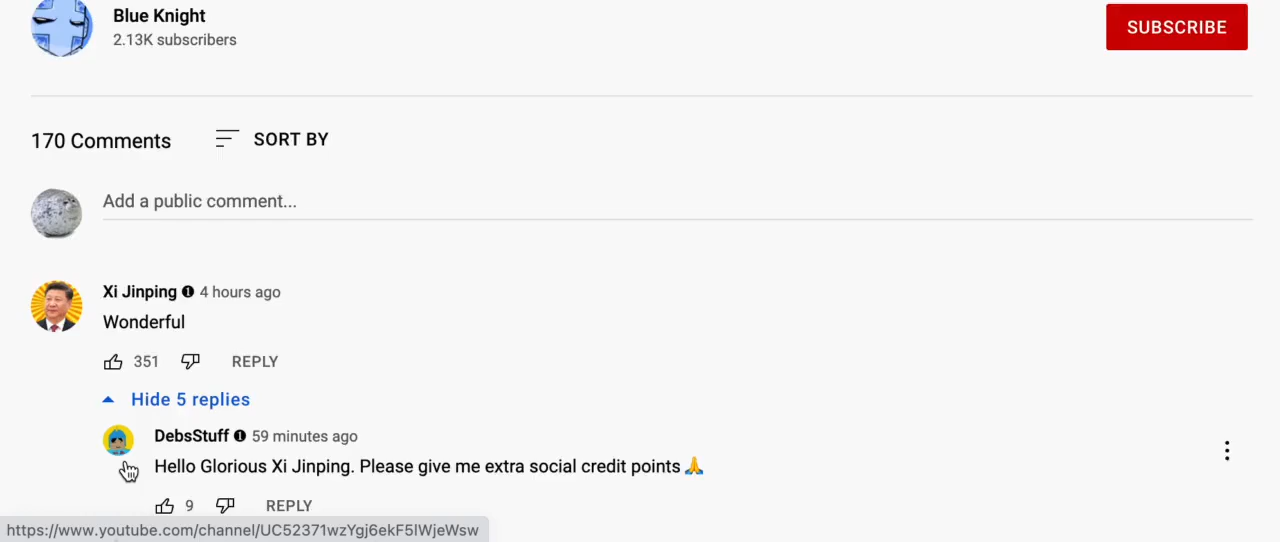 Blue Knight
2.13K subscribers
SUBSCRIBE
170 Comments
SORT BY
Add a public comment...
Xi Jinping 4 hours ago
Wonderful
351 REPLY
Hide 5 replies
DebsStuff 59 minutes ago
Hello Glorious Xi Jinping. Please give me extra social credit points🙏
9 REPLY
https://www.youtube.com/channel/UC52371wzYgj6ekF5lWjeWsw